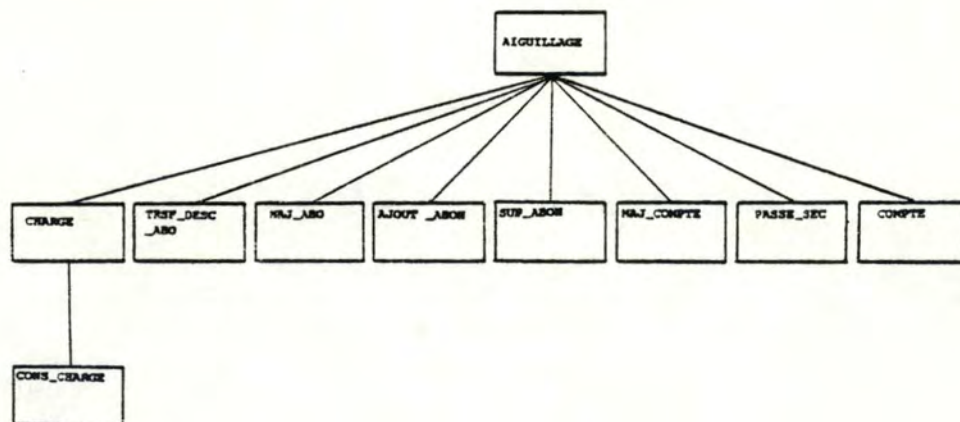 AIGUILLAGE
CHARGE
TRSF_DESC
_ABO
MAJ_ABO
AJOUT _ABON
SUP_ABON
MAJ_COMPTE
PASSE_SEC
COMPTE
CONS_CHARGE